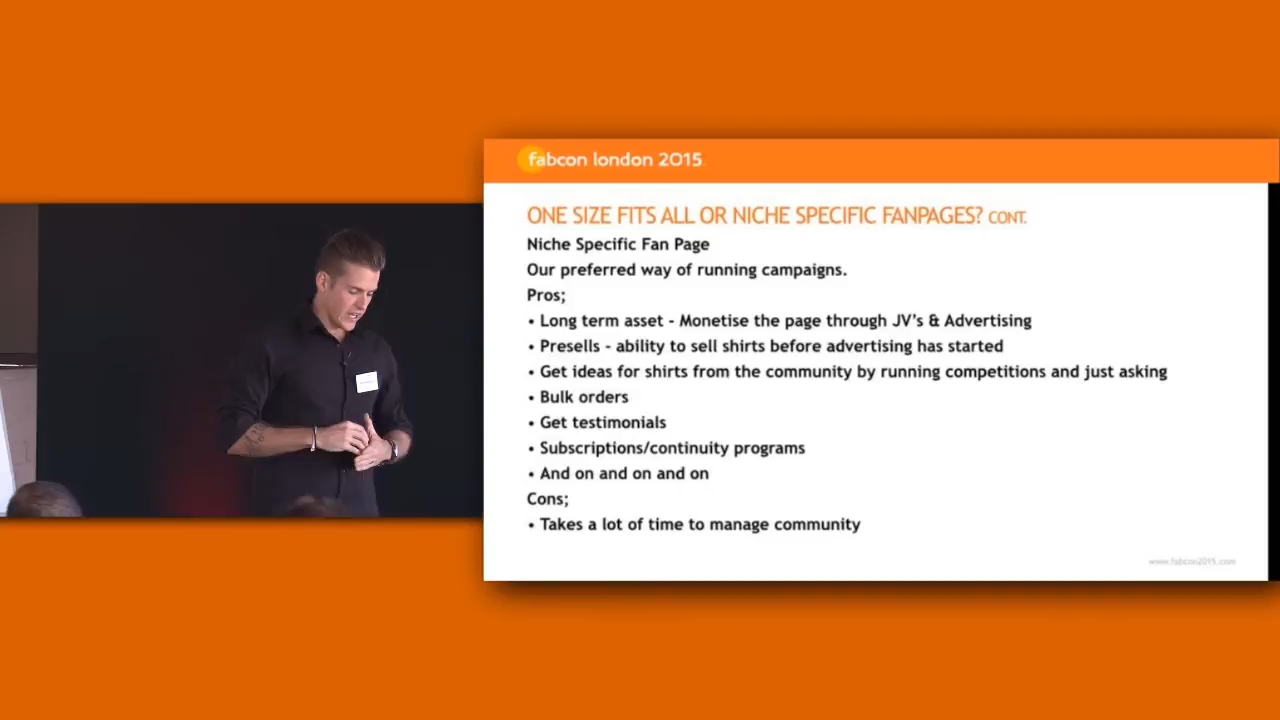 fabcon london 2015
ONE SIZE FITS ALL OR NICHE SPECIFIC FANPAGES? CONT.
Niche Specific Fan Page
Our preferred way of running campaigns.
Pros;
• Long term asset - Monetise the page through JV's & Advertising
• Presells - ability to sell shirts before advertising has started
• Get ideas for shirts from the community by running competitions and just asking
• Bulk orders
• Get testimonials
• Subscriptions/continuity programs
• And on and on and on
Cons;
• Takes a lot of time to manage community
www.fabcon2015.com